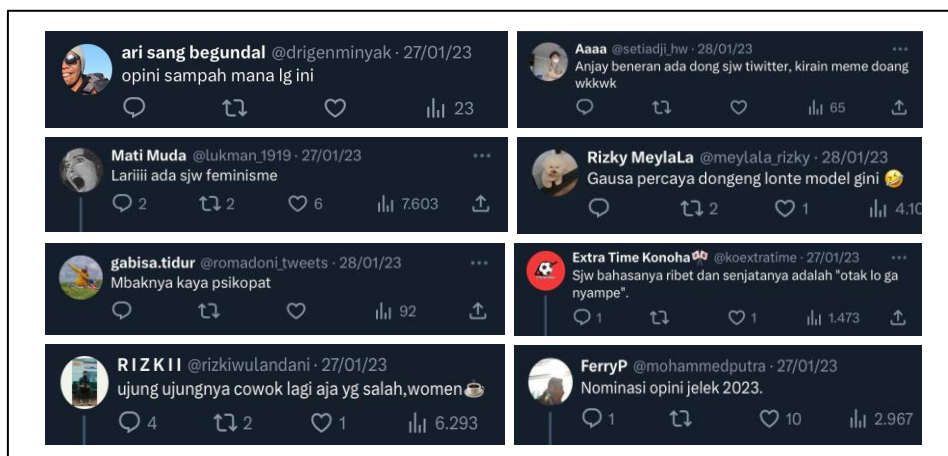 ari sang begundal @drigenminyak · 27/01/23
opini sampah mana lg ini
23
Aaaa @setiadji_hw · 28/01/23
Anjay beneran ada dong sjw tiwitter, kirain meme doang
wkkwk
65
Mati Muda @lukman_1919 · 27/01/23
Lariiii ada sjw feminisme
2 2 6 7.603
Rizky MeylaLa @meylala_rizky · 28/01/23
Gausa percaya dongeng lonte model gini 🤣
2 1 4.10
gabisa.tidur @romadoni_tweets · 28/01/23
Mbaknya kaya psikopat
92
Extra Time Konoha @koextratime · 27/01/23
Sjw bahasanya ribet dan senjatanya adalah "otak lo ga
nyampe".
1 1 1.473
R I Z K I I @rizkiwulandani · 27/01/23
ujung ujungnya cowok lagi aja yg salah,women☕
4 2 1 6.293
FerryP @mohammedputra · 27/01/23
Nominasi opini jelek 2023.
1 10 2.967